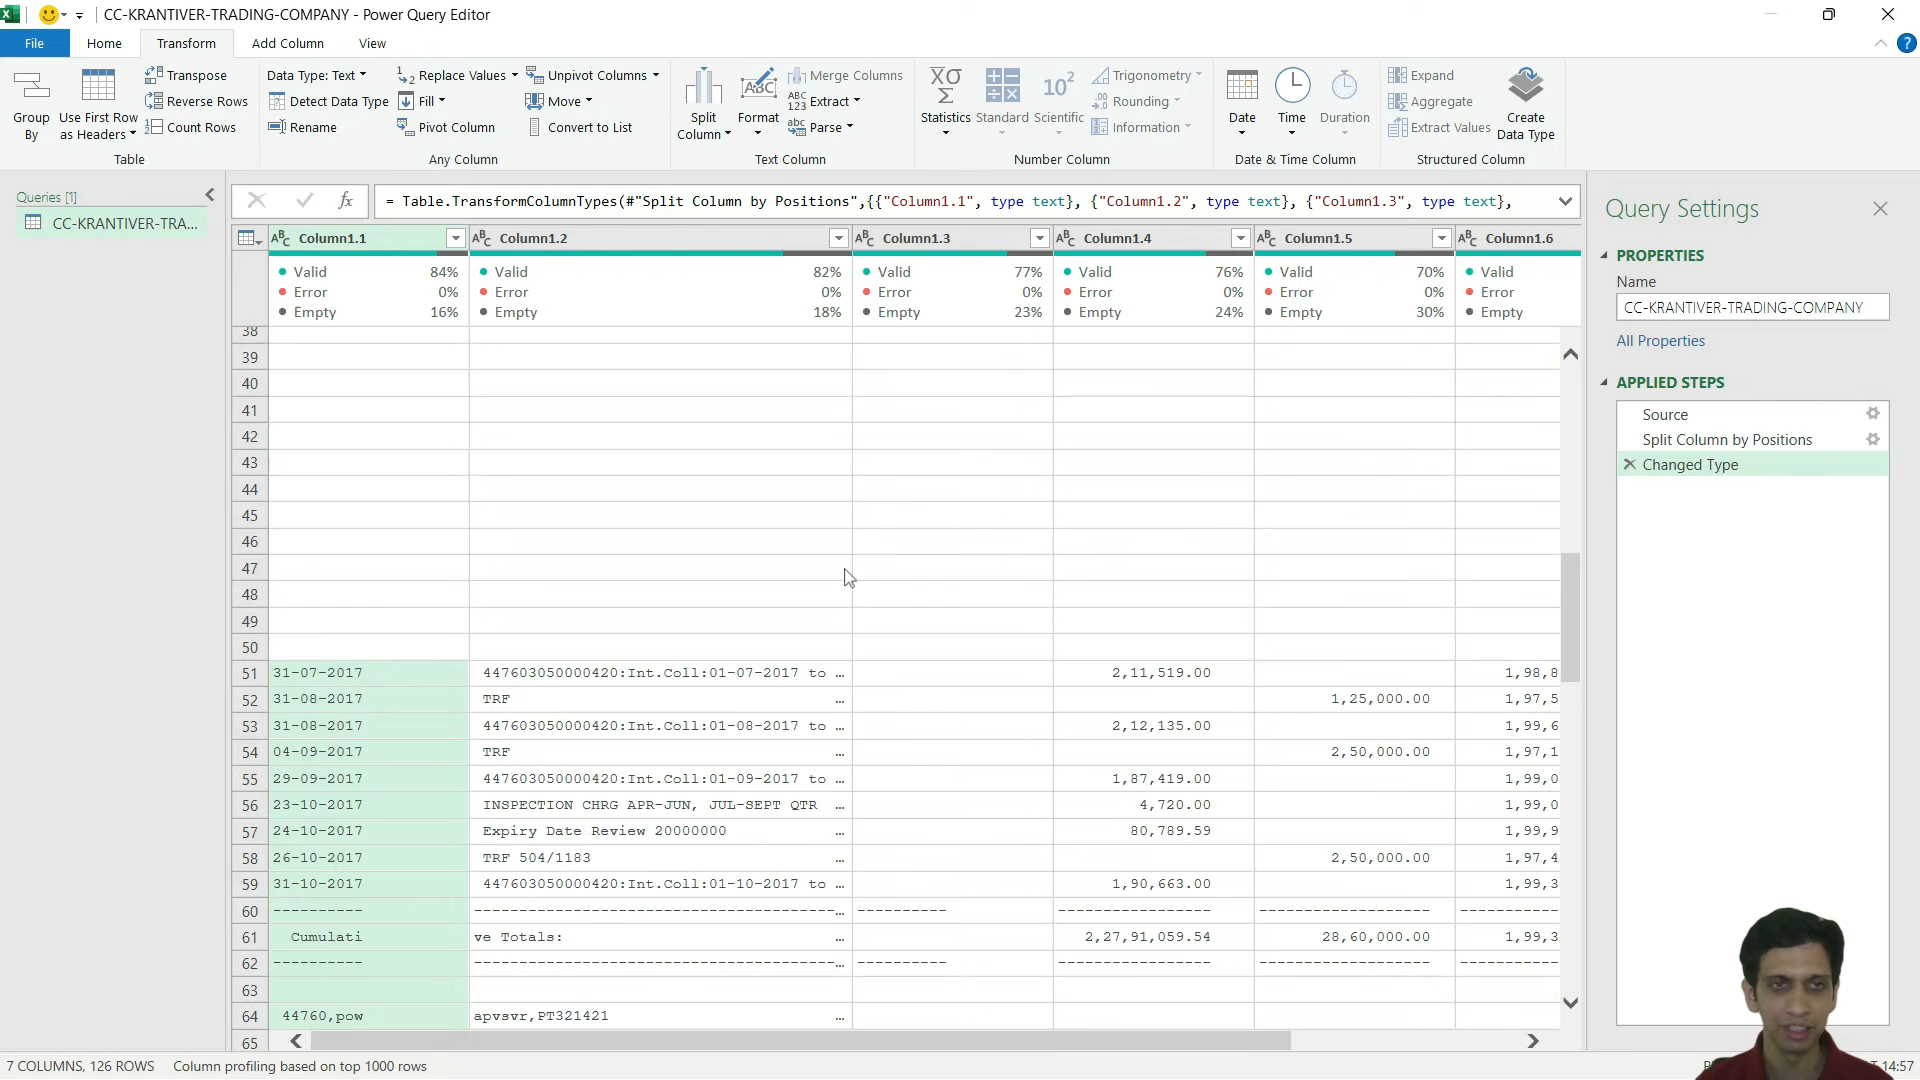 CC-KRANTIVER-TRADING-COMPANY - Power Query Editor
File Home Transform Add Column View
Group By
Use First Row as Headers
Transpose
Reverse Rows
Count Rows
Table
Data Type: Text
Detect Data Type
Rename
Replace Values
Fill
Pivot Column
Unpivot Columns
Move
Convert to List
Any Column
Split Column
Format
Merge Columns
Extract
Parse
Text Column
Statistics
Standard
Scientific
Trigonometry
Rounding
Information
Number Column
Date
Time
Duration
Date & Time Column
Expand
Aggregate
Extract Values
Create Data Type
Structured Column
Queries [1]
CC-KRANTIVER-TRA...
fx = Table.TransformColumnTypes(#"Split Column by Positions",{{"Column1.1", type text}, {"Column1.2", type text}, {"Column1.3", type text},
Column1.1 Column1.2 Column1.3 Column1.4 Column1.5 Column1.6
Valid 84% Valid 82% Valid 77% Valid 76% Valid 70% Valid
Error 0% Error 0% Error 0% Error 0% Error 0% Error
Empty 16% Empty 18% Empty 23% Empty 24% Empty 30% Empty
38
39
40
41
42
43
44
45
46
47
48
49
50
51 31-07-2017 447603050000420:Int.Coll:01-07-2017 to ... 2,11,519.00 1,98,8
52 31-08-2017 TRF ... 1,25,000.00 1,97,5
53 31-08-2017 447603050000420:Int.Coll:01-08-2017 to ... 2,12,135.00 1,99,6
54 04-09-2017 TRF ... 2,50,000.00 1,97,1
55 29-09-2017 447603050000420:Int.Coll:01-09-2017 to ... 1,87,419.00 1,99,0
56 23-10-2017 INSPECTION CHRG APR-JUN, JUL-SEPT QTR ... 4,720.00 1,99,0
57 24-10-2017 Expiry Date Review 20000000 ... 80,789.59 1,99,9
58 26-10-2017 TRF 504/1183 ... 2,50,000.00 1,97,4
59 31-10-2017 447603050000420:Int.Coll:01-10-2017 to ... 1,90,663.00 1,99,3
60 ---------- ----------------------------------------... ---------- ----------------- ------------------- -----------
61 Cumulati ve Totals: ... 2,27,91,059.54 28,60,000.00 1,99,3
62 ---------- ----------------------------------------... ---------- ----------------- ------------------- -----------
63
64 44760,pow apvsvr,PT321421 ...
65
Query Settings
PROPERTIES
Name
CC-KRANTIVER-TRADING-COMPANY
All Properties
APPLIED STEPS
Source
Split Column by Positions
Changed Type
7 COLUMNS, 126 ROWS Column profiling based on top 1000 rows
14:57